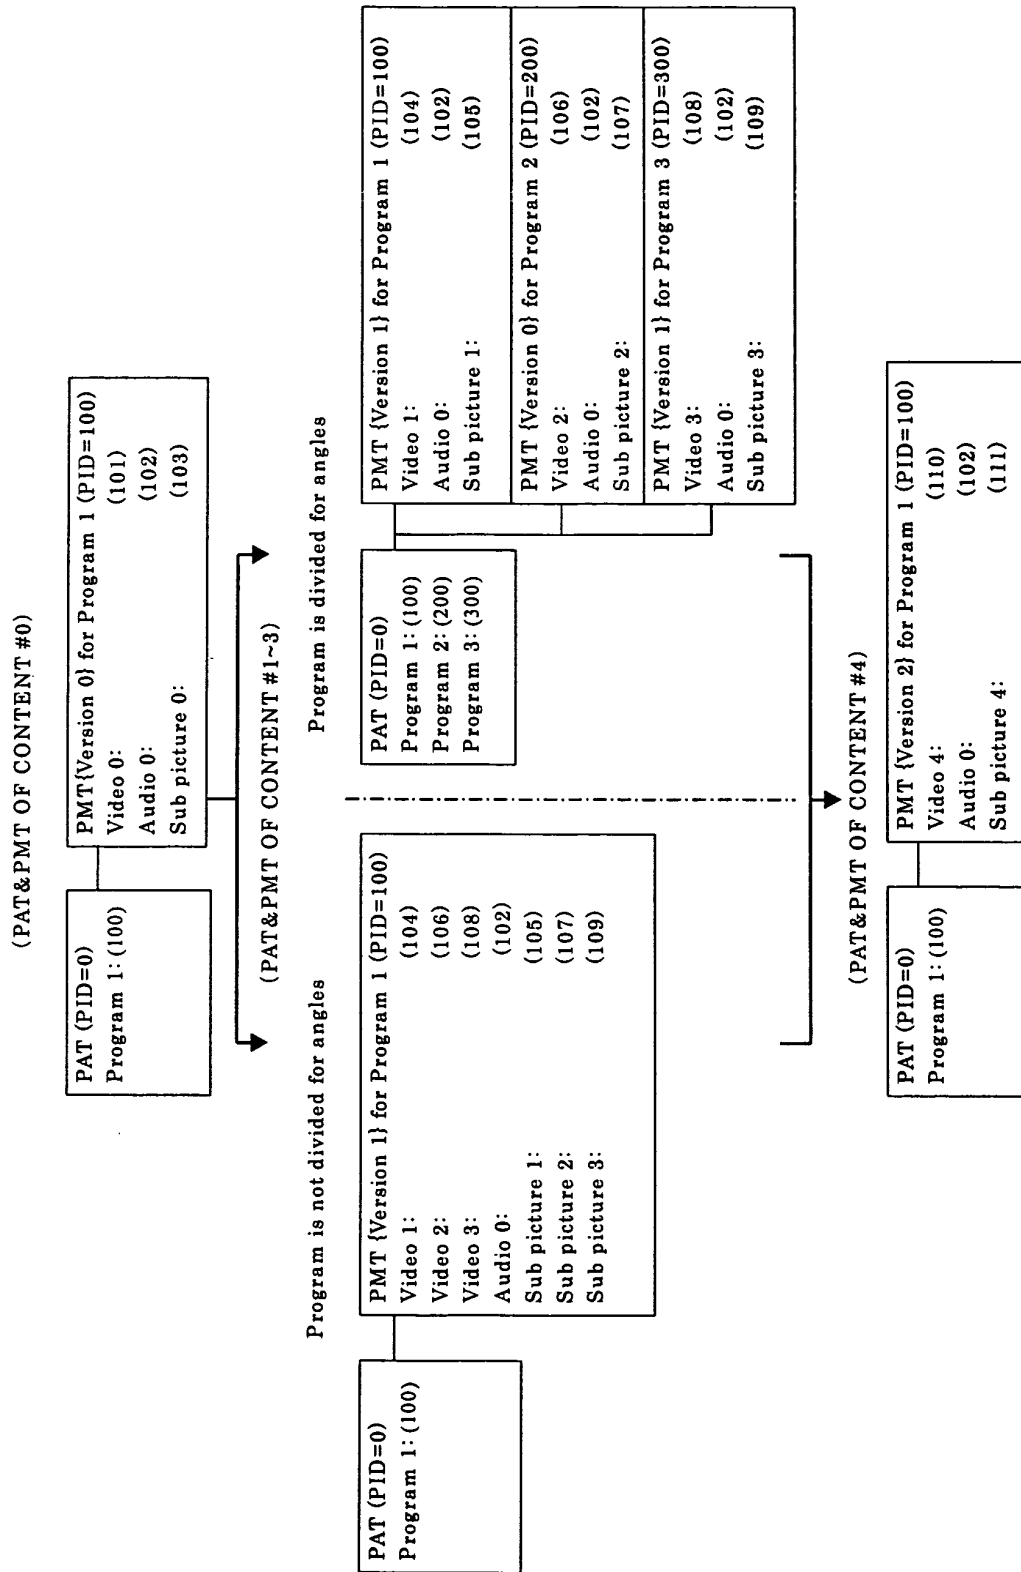 (PAT&PMT OF CONTENT #0)
PAT (PID=0)
Program 1: (100)
PMT{Version 0} for Program 1 (PID=100)
Video 0: (101)
Audio 0: (102)
Sub picture 0: (103)
(PAT&PMT OF CONTENT #1~3)
Program is not divided for angles
PAT (PID=0)
Program 1: (100)
PMT {Version 1} for Program 1 (PID=100)
Video 1: (104)
Video 2: (106)
Video 3: (108)
Audio 0: (102)
Sub picture 1: (105)
Sub picture 2: (107)
Sub picture 3: (109)
Program is divided for angles
PAT (PID=0)
Program 1: (100)
Program 2: (200)
Program 3: (300)
PMT {Version 1} for Program 1 (PID=100)
Video 1: (104)
Audio 0: (102)
Sub picture 1: (105)
PMT {Version 0} for Program 2 (PID=200)
Video 2: (106)
Audio 0: (102)
Sub picture 2: (107)
PMT {Version 1} for Program 3 (PID=300)
Video 3: (108)
Audio 0: (102)
Sub picture 3: (109)
(PAT&PMT OF CONTENT #4)
PAT (PID=0)
Program 1: (100)
PMT {Version 2} for Program 1 (PID=100)
Video 4: (110)
Audio 0: (102)
Sub picture 4: (111)